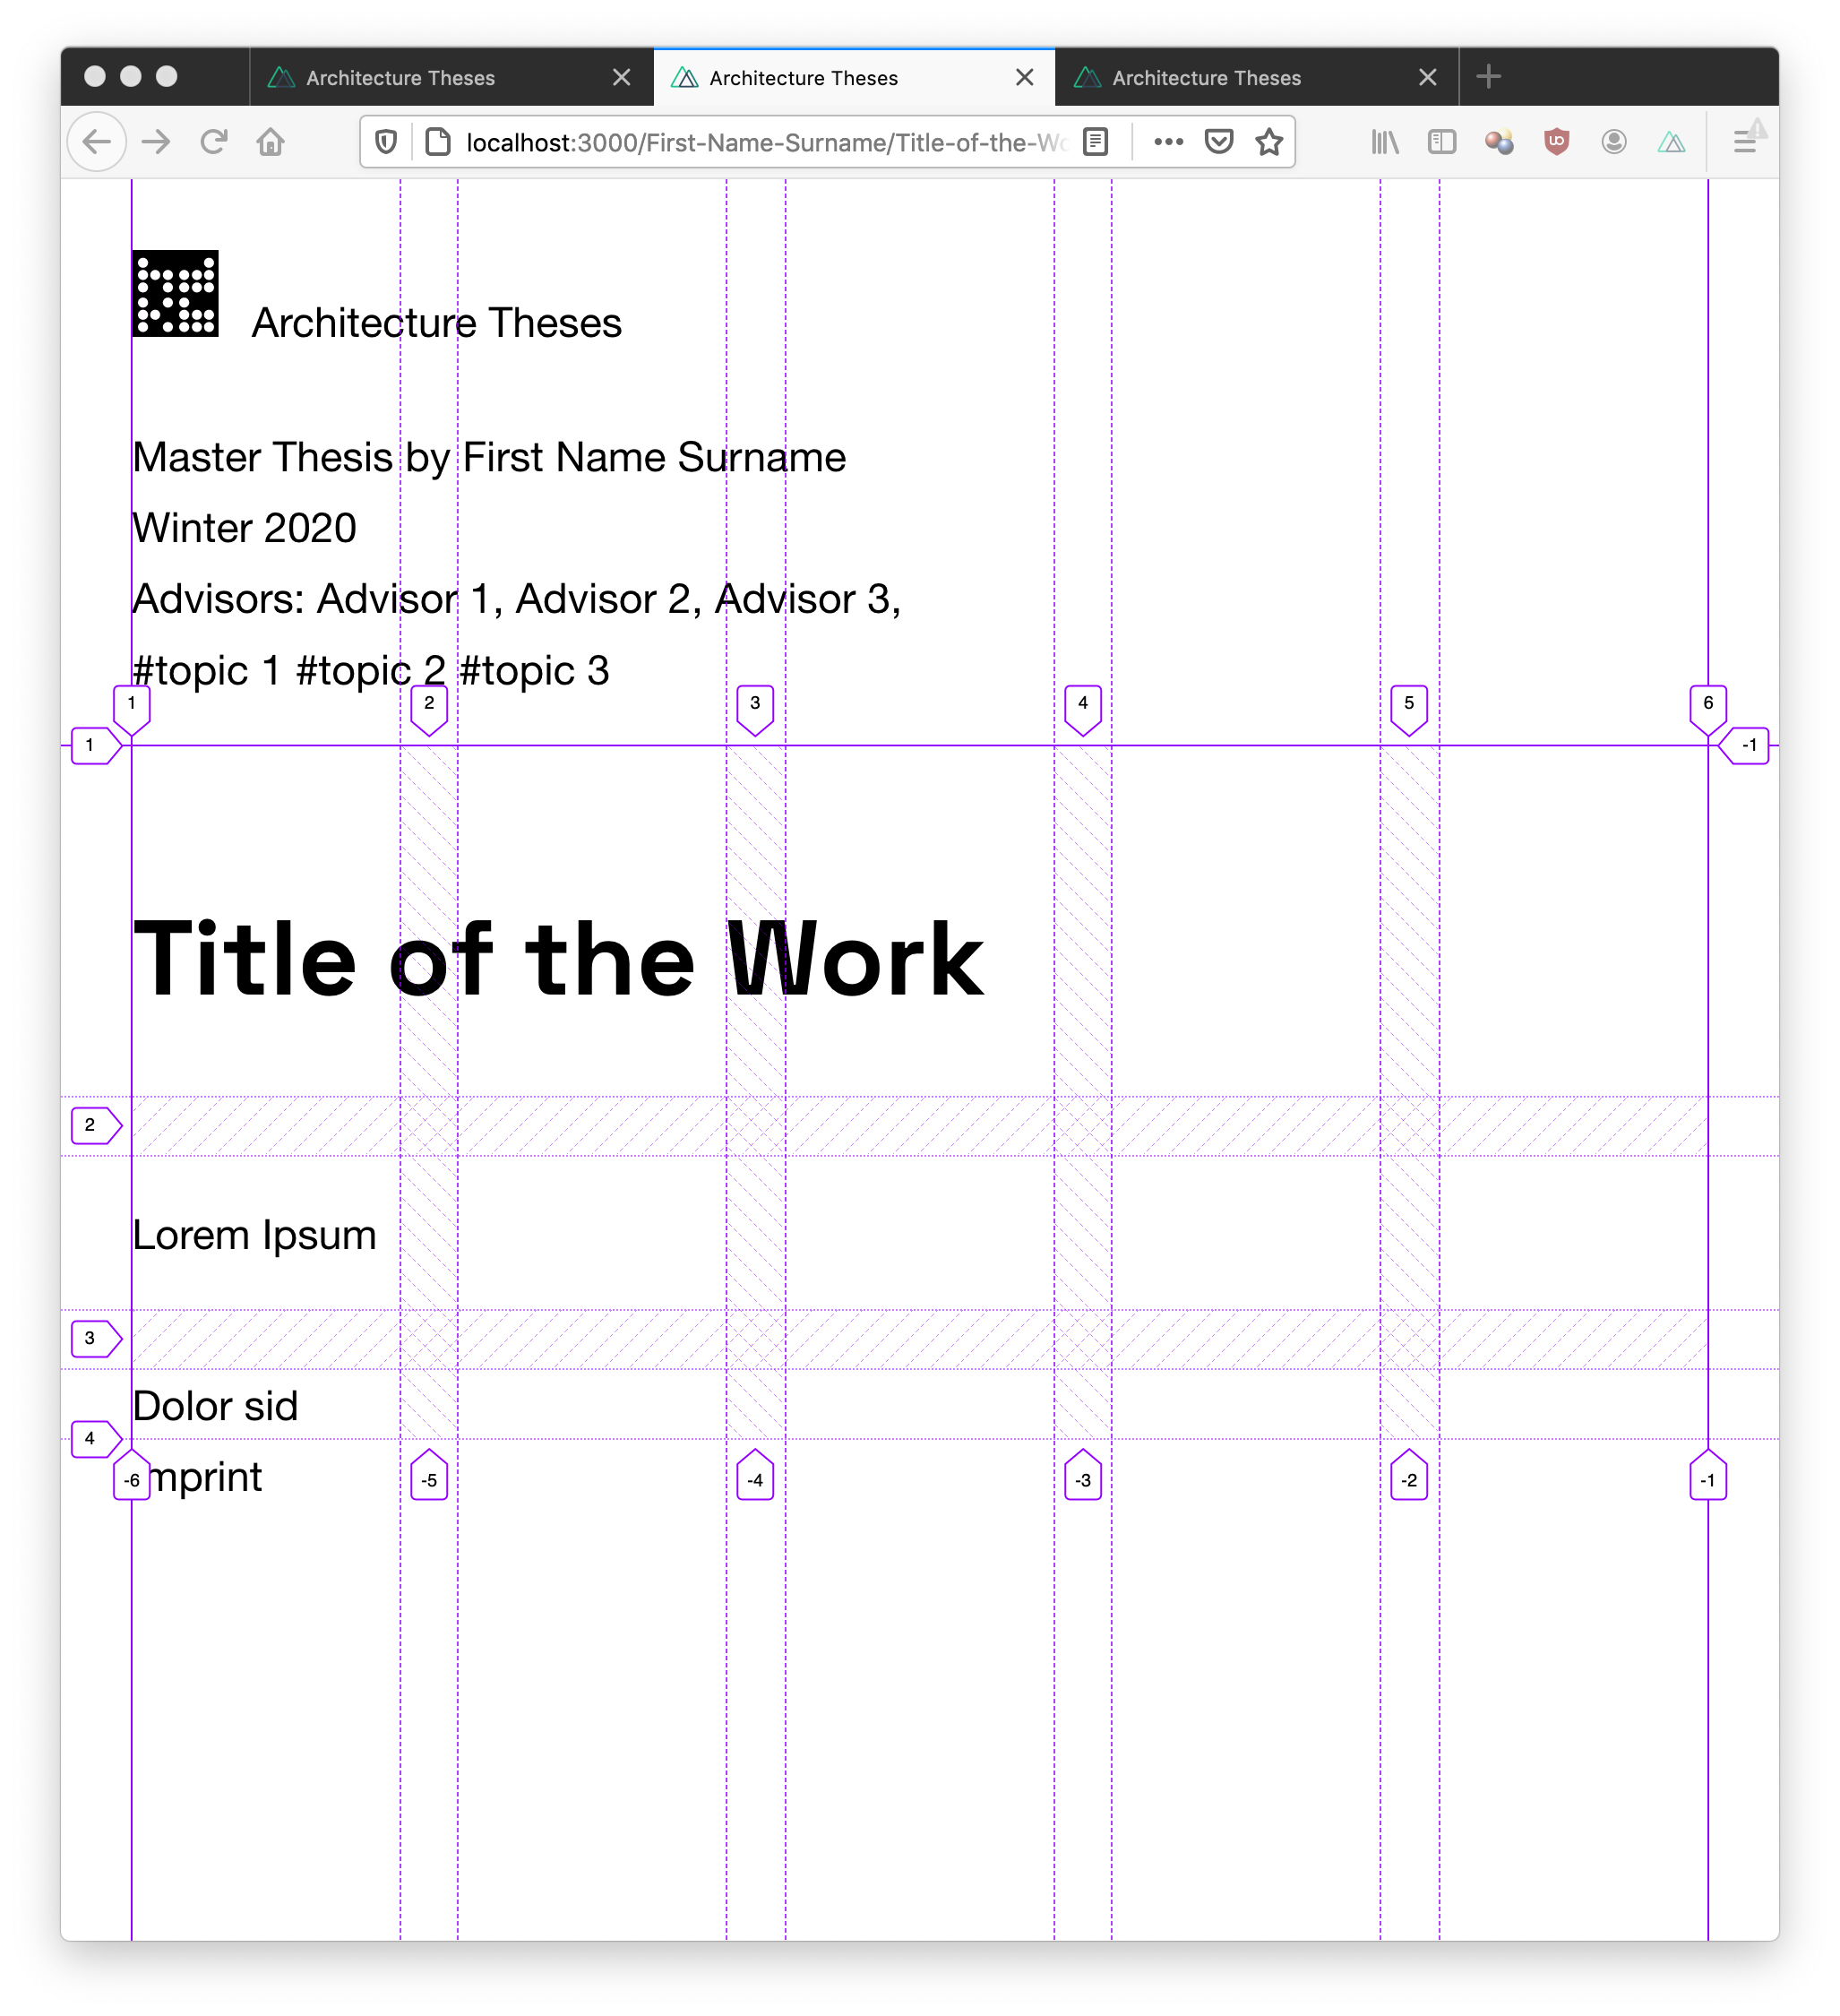 Architecture Theses
Architecture Theses
Architecture Theses
localhost:3000/First-Name-Surname/Title-of-the-Wo
Architecture Theses
Master Thesis by First Name Surname
Winter 2020
Advisors: Advisor 1, Advisor 2, Advisor 3,
#topic 1 #topic 2 #topic 3
1 2 3 4 5 6
1 -1
Title of the Work
2
Lorem Ipsum
3
Dolor sid
4
mprint
-6 -5 -4 -3 -2 -1